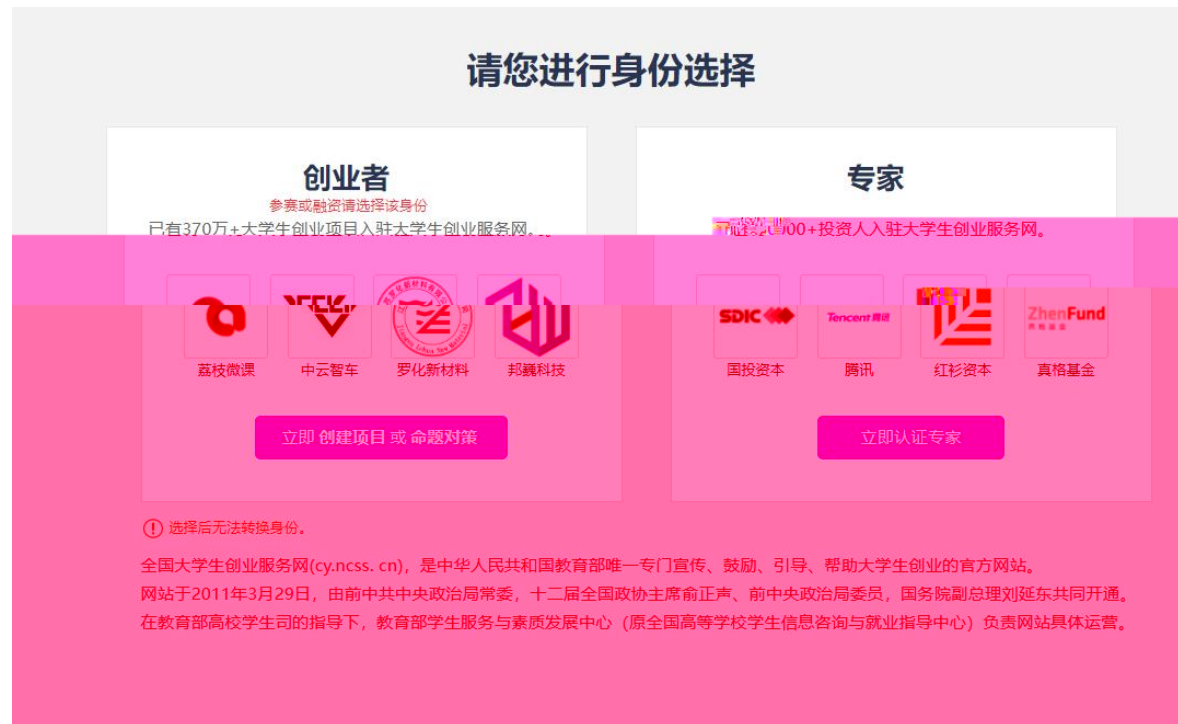 请您进行身份选择
创业者
参赛或融资请选择该身份
已有370万+大学生创业项目入驻大学生创业服务网。
荔枝微课
中云智车
罗化新材料
邦巍科技
立即 创建项目 或 命题对策
专家
000+投资人入驻大学生创业服务网。
SDIC
Tencent 腾讯
ZhenFund
真格基金
国投资本
腾讯
红杉资本
真格基金
立即认证专家
选择后无法转换身份。
全国大学生创业服务网(cy.ncss. cn)，是中华人民共和国教育部唯一专门宣传、鼓励、引导、帮助大学生创业的官方网站。
网站于2011年3月29日，由前中共中央政治局常委，十二届全国政协主席俞正声、前中央政治局委员，国务院副总理刘延东共同开通。
在教育部高校学生司的指导下，教育部学生服务与素质发展中心（原全国高等学校学生信息咨询与就业指导中心）负责网站具体运营。